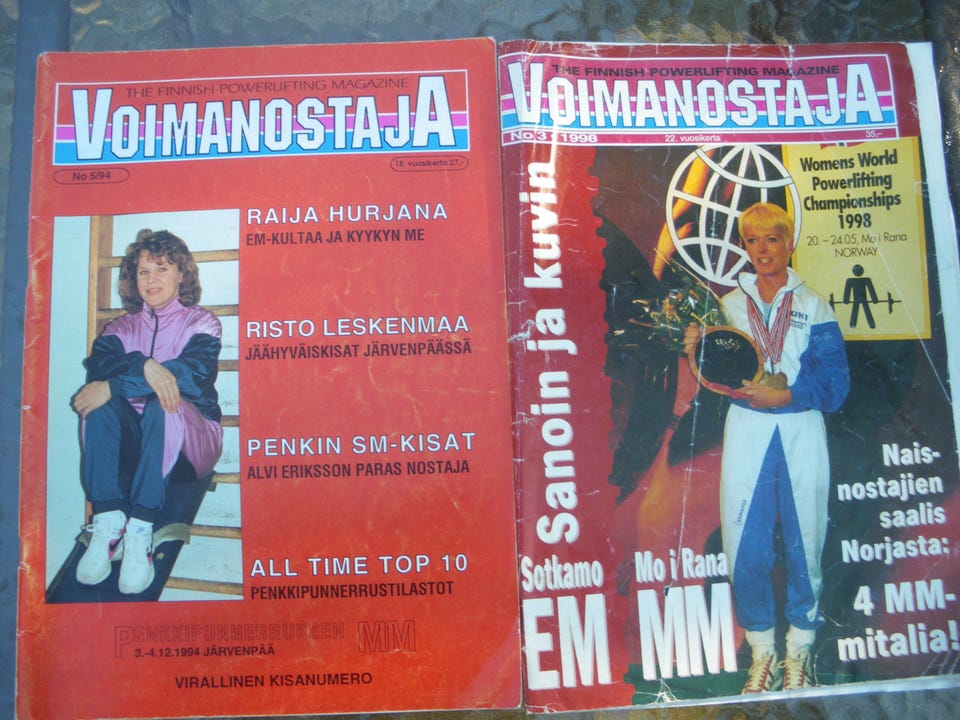 THE FINNISH POWERLIFTING MAGAZINE
VOIMANOSTAJA
No 5/94
18. vuosikerta 27,-
RAIJA HURJANA
EM-KULTAA JA KYYKYN ME
RISTO LESKENMAA
JÄÄHYVÄISKISAT JÄRVENPÄÄSSÄ
PENKIN SM-KISAT
ALVI ERIKSSON PARAS NOSTAJA
ALL TIME TOP 10
PENKKIPUNNERRUSTILASTOT
PENKKIPUNNERRUKSEN MM
3.-4.12.1994 JÄRVENPÄÄ
VIRALLINEN KISANUMERO
THE FINNISH POWERLIFTING MAGAZINE
VOIMANOSTAJA
No 3 • 1998
22. vuosikerta
35,-
Womens World
Powerlifting
Championships
1998
20. – 24.05, Mo i Rana
NORWAY
Sanoin ja kuvin
Sotkamo
EM
Mo i Rana
MM
Nais-
nostajien
saalis
Norjasta:
4 MM-
mitalia!